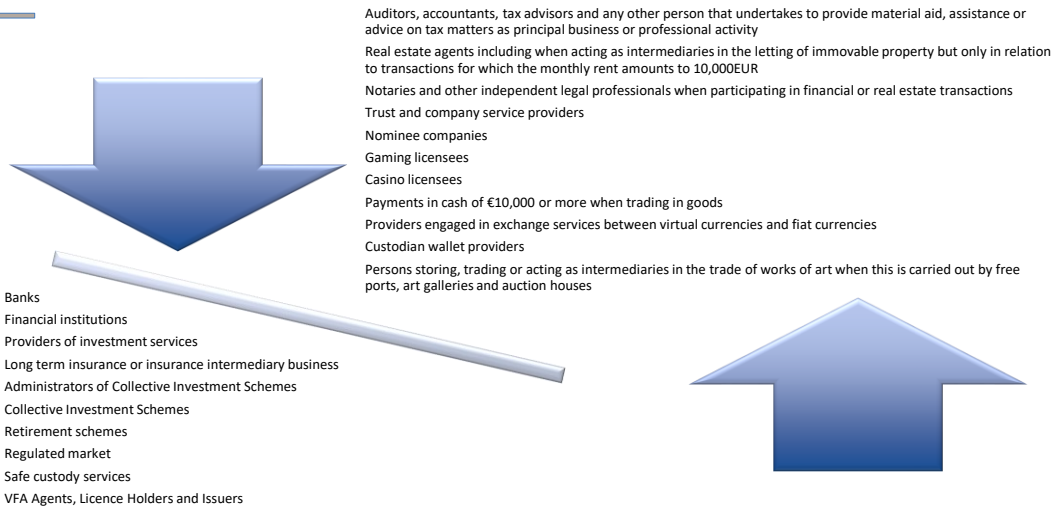 Auditors, accountants, tax advisors and any other person that undertakes to provide material aid, assistance or
advice on tax matters as principal business or professional activity
Real estate agents including when acting as intermediaries in the letting of immovable property but only in relation
to transactions for which the monthly rent amounts to 10,000EUR
Notaries and other independent legal professionals when participating in financial or real estate transactions
Trust and company service providers
Nominee companies
Gaming licensees
Casino licensees
Payments in cash of €10,000 or more when trading in goods
Providers engaged in exchange services between virtual currencies and fiat currencies
Custodian wallet providers
Persons storing, trading or acting as intermediaries in the trade of works of art when this is carried out by free
ports, art galleries and auction houses
Banks
Financial institutions
Providers of investment services
Long term insurance or insurance intermediary business
Administrators of Collective Investment Schemes
Collective Investment Schemes
Retirement schemes
Regulated market
Safe custody services
VFA Agents, Licence Holders and Issuers